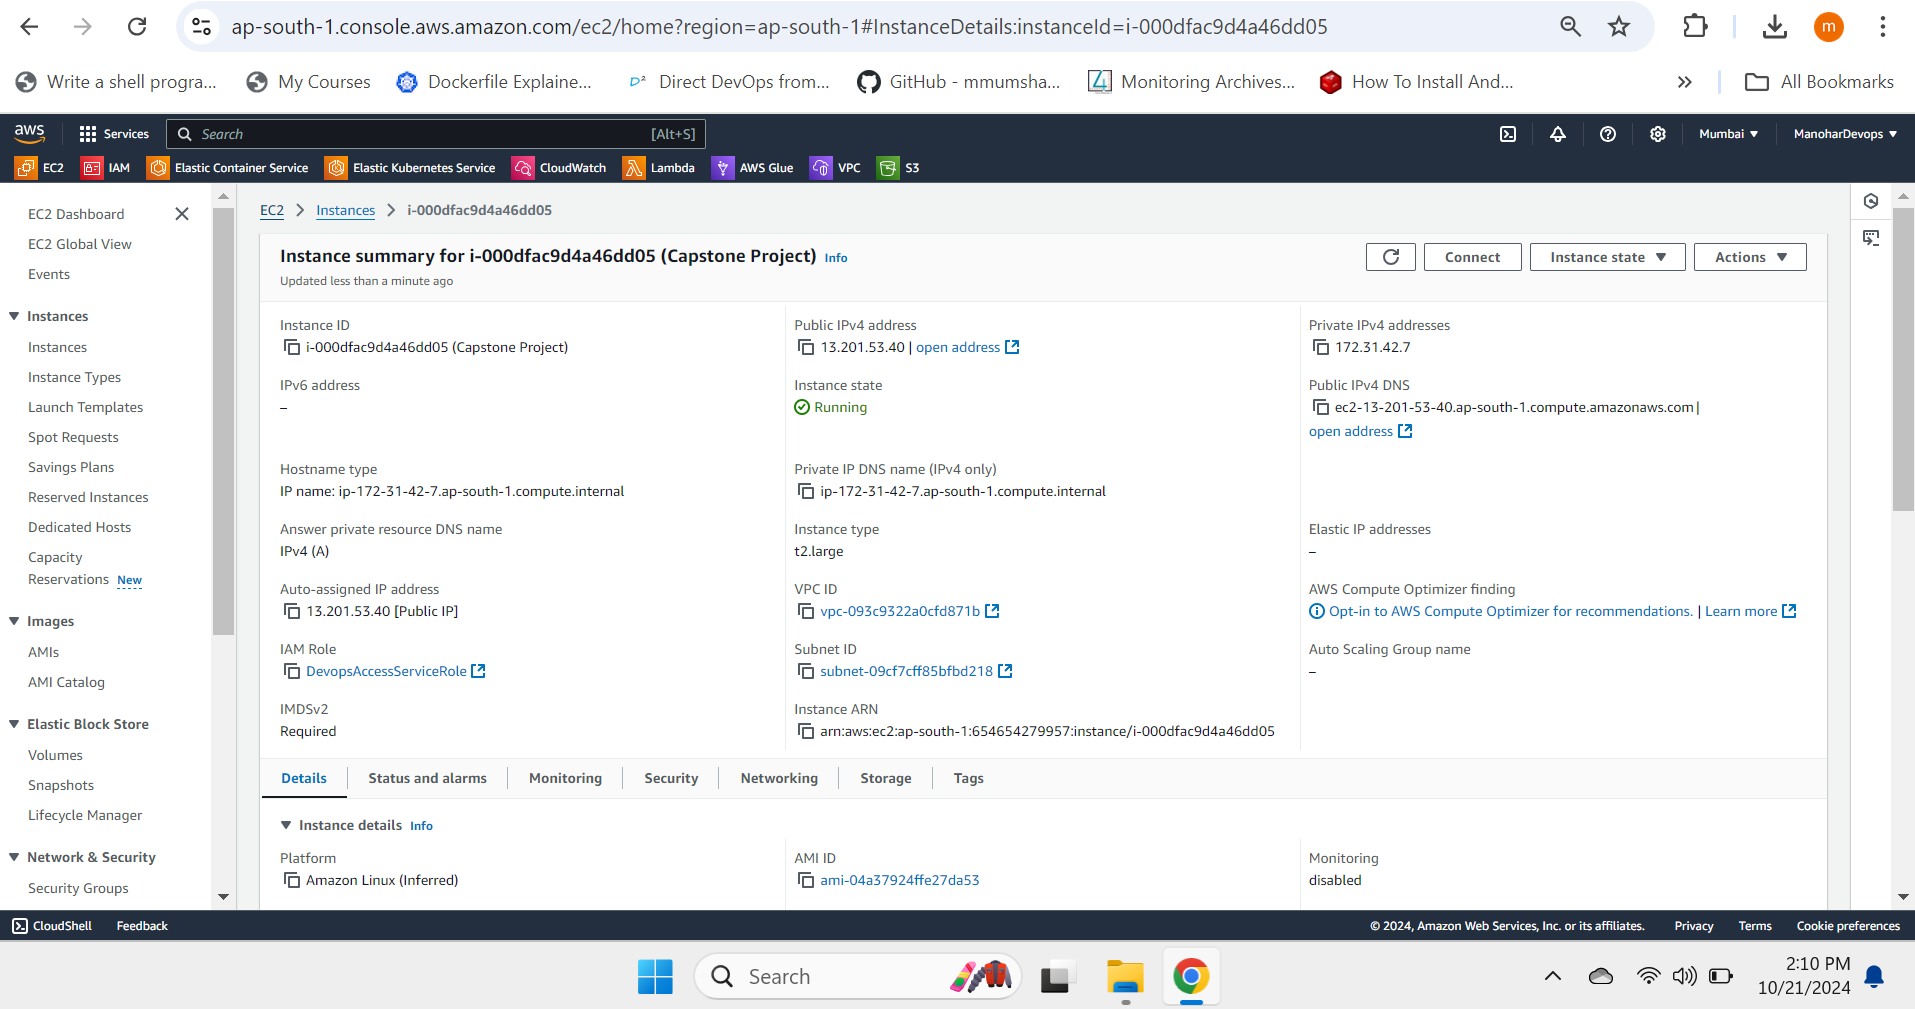 ap-south-1.console.aws.amazon.com/ec2/home?region=ap-south-1#InstanceDetails:instanceId=i-000dfac9d4a46dd05
m
Write a shell progra...
My Courses
Dockerfile Explaine...
D²
Direct DevOps from...
GitHub - mmumsha...
Monitoring Archives...
How To Install And...
All Bookmarks
aws
Services
Search
[Alt+S]
Mumbai
ManoharDevops
EC2
IAM
Elastic Container Service
Elastic Kubernetes Service
CloudWatch
Lambda
AWS Glue
VPC
S3
EC2 Dashboard
EC2 Global View
Events
Instances
Instances
Instance Types
Launch Templates
Spot Requests
Savings Plans
Reserved Instances
Dedicated Hosts
Capacity
Reservations New
Images
AMIs
AMI Catalog
Elastic Block Store
Volumes
Snapshots
Lifecycle Manager
Network & Security
Security Groups
EC2 > Instances > i-000dfac9d4a46dd05
Instance summary for i-000dfac9d4a46dd05 (Capstone Project) Info
Updated less than a minute ago
Connect
Instance state
Actions
Instance ID
i-000dfac9d4a46dd05 (Capstone Project)
Public IPv4 address
13.201.53.40 | open address
Private IPv4 addresses
172.31.42.7
IPv6 address
–
Instance state
Running
Public IPv4 DNS
ec2-13-201-53-40.ap-south-1.compute.amazonaws.com |
open address
Hostname type
IP name: ip-172-31-42-7.ap-south-1.compute.internal
Private IP DNS name (IPv4 only)
ip-172-31-42-7.ap-south-1.compute.internal
Answer private resource DNS name
IPv4 (A)
Instance type
t2.large
Elastic IP addresses
–
Auto-assigned IP address
13.201.53.40 [Public IP]
VPC ID
vpc-093c9322a0cfd871b
AWS Compute Optimizer finding
Opt-in to AWS Compute Optimizer for recommendations. | Learn more
IAM Role
DevopsAccessServiceRole
Subnet ID
subnet-09cf7cff85bfbd218
Auto Scaling Group name
–
IMDSv2
Required
Instance ARN
arn:aws:ec2:ap-south-1:654654279957:instance/i-000dfac9d4a46dd05
Details
Status and alarms
Monitoring
Security
Networking
Storage
Tags
Instance details Info
Platform
Amazon Linux (Inferred)
AMI ID
ami-04a37924ffe27da53
Monitoring
disabled
CloudShell
Feedback
© 2024, Amazon Web Services, Inc. or its affiliates.
Privacy
Terms
Cookie preferences
Search
2:10 PM
10/21/2024